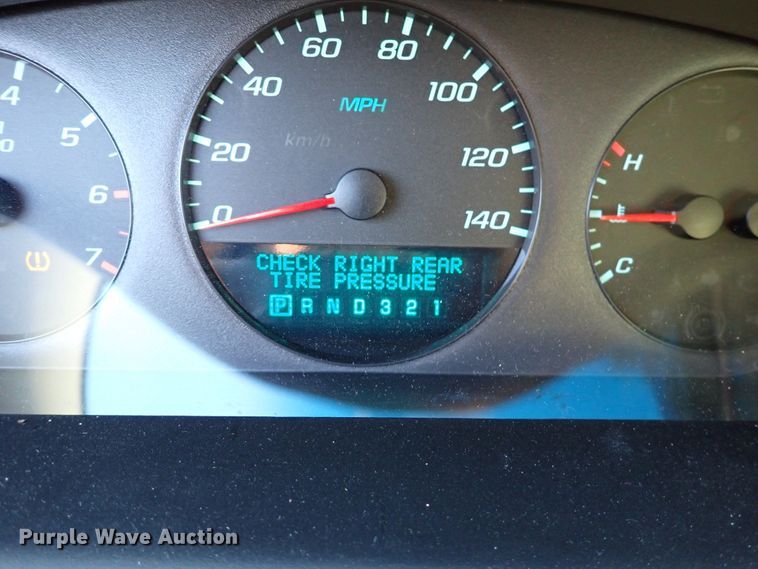 60 80
4 40 MPH 100 H
5 km/h
20 120
6 0 140
7 C
CHECK RIGHT REAR
TIRE PRESSURE
P R N D 3 2 1
Purple Wave Auction